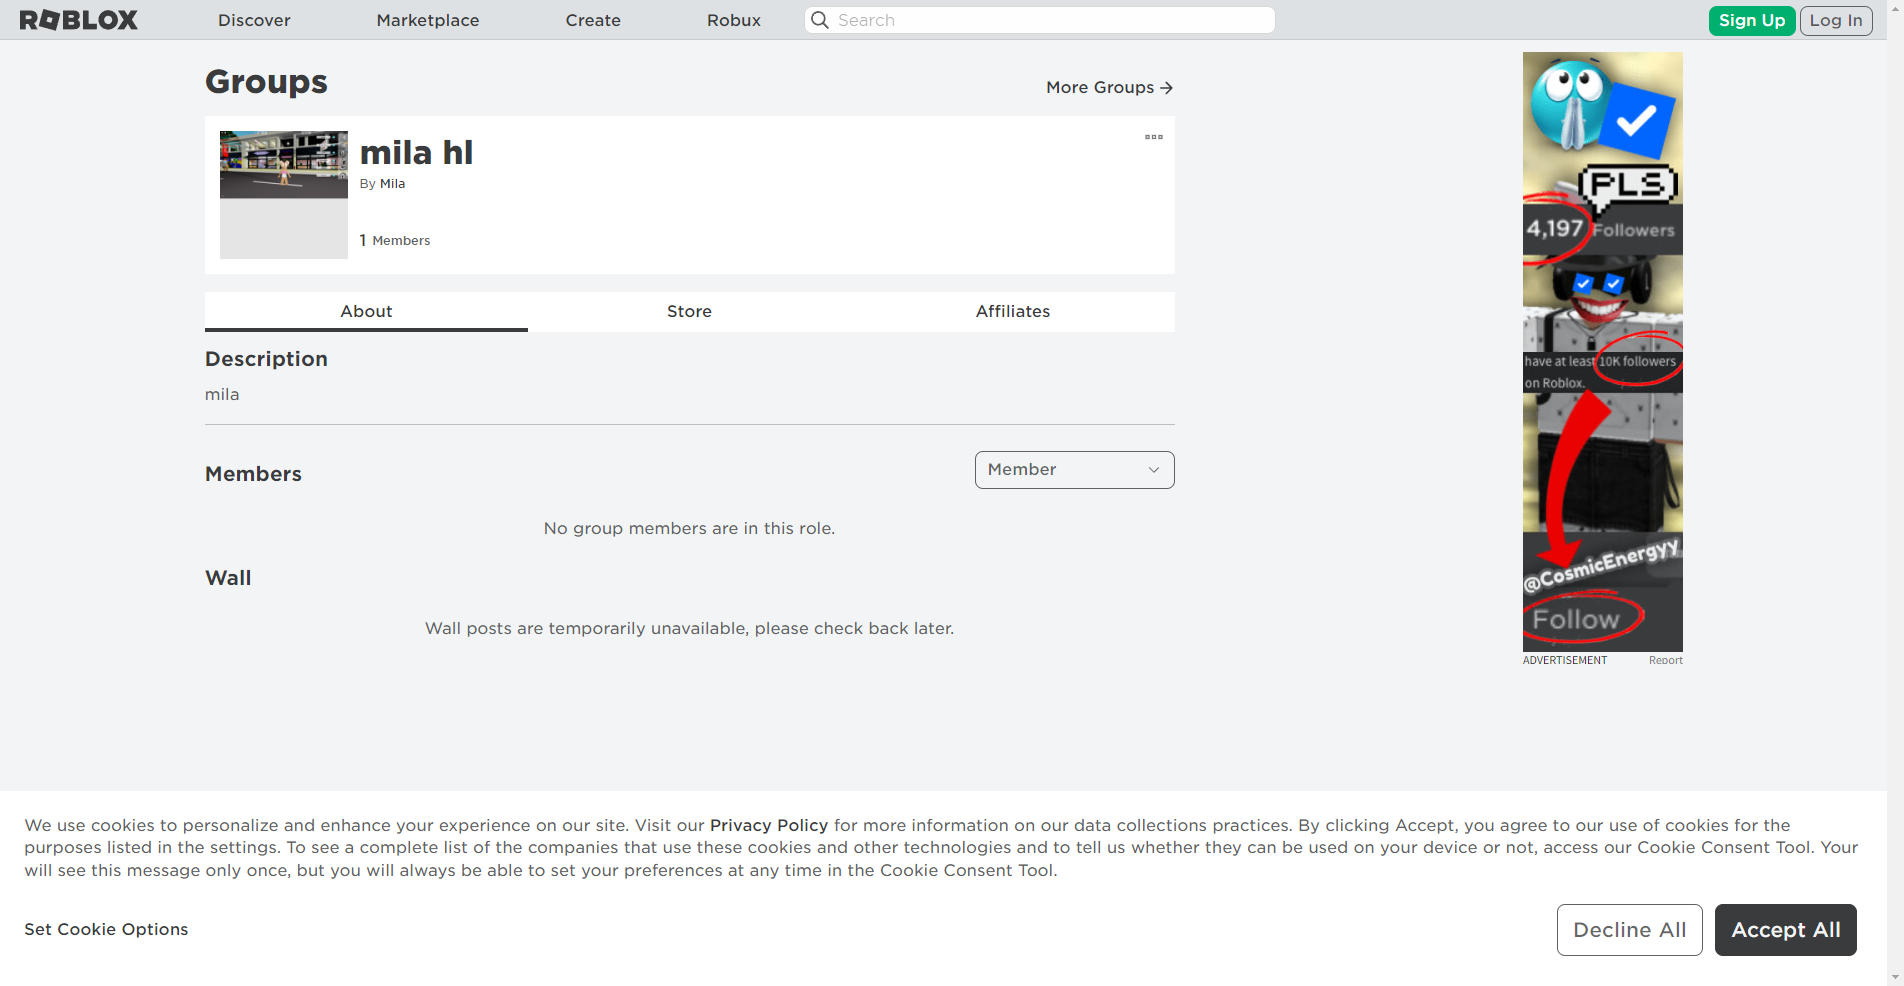 ROBLOX
Discover
Marketplace
Create
Robux
Search
Sign Up
Log In
Groups
More Groups →
mila hl
By Mila
1 Members
About
Store
Affiliates
Description
mila
Members
Member
No group members are in this role.
Wall
Wall posts are temporarily unavailable, please check back later.
PLS
4,197 Followers
have at least 10K followers
on Roblox.
@CosmicEnergyy
Follow
ADVERTISEMENT
Report
We use cookies to personalize and enhance your experience on our site. Visit our Privacy Policy for more information on our data collections practices. By clicking Accept, you agree to our use of cookies for the
purposes listed in the settings. To see a complete list of the companies that use these cookies and other technologies and to tell us whether they can be used on your device or not, access our Cookie Consent Tool. Your
will see this message only once, but you will always be able to set your preferences at any time in the Cookie Consent Tool.
Set Cookie Options
Decline All
Accept All